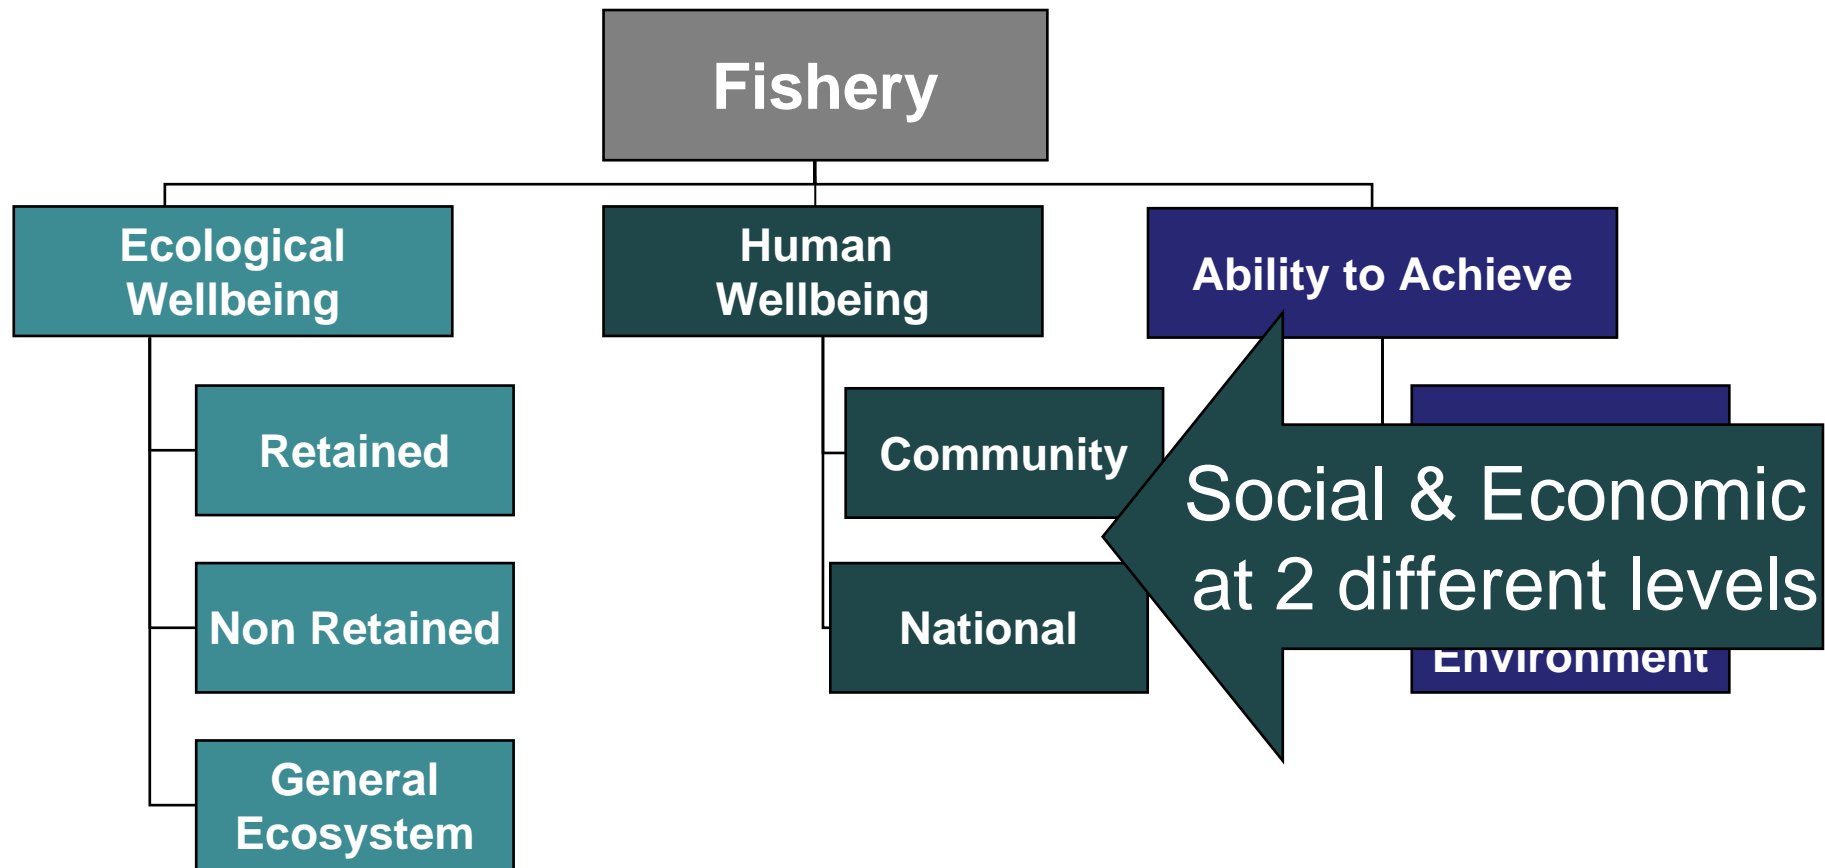 Fishery
Ecological
Wellbeing
Human
Wellbeing
Ability to Achieve
Retained
Community
Social & Economic
at 2 different levels
Non Retained
National
Environment
General
Ecosystem